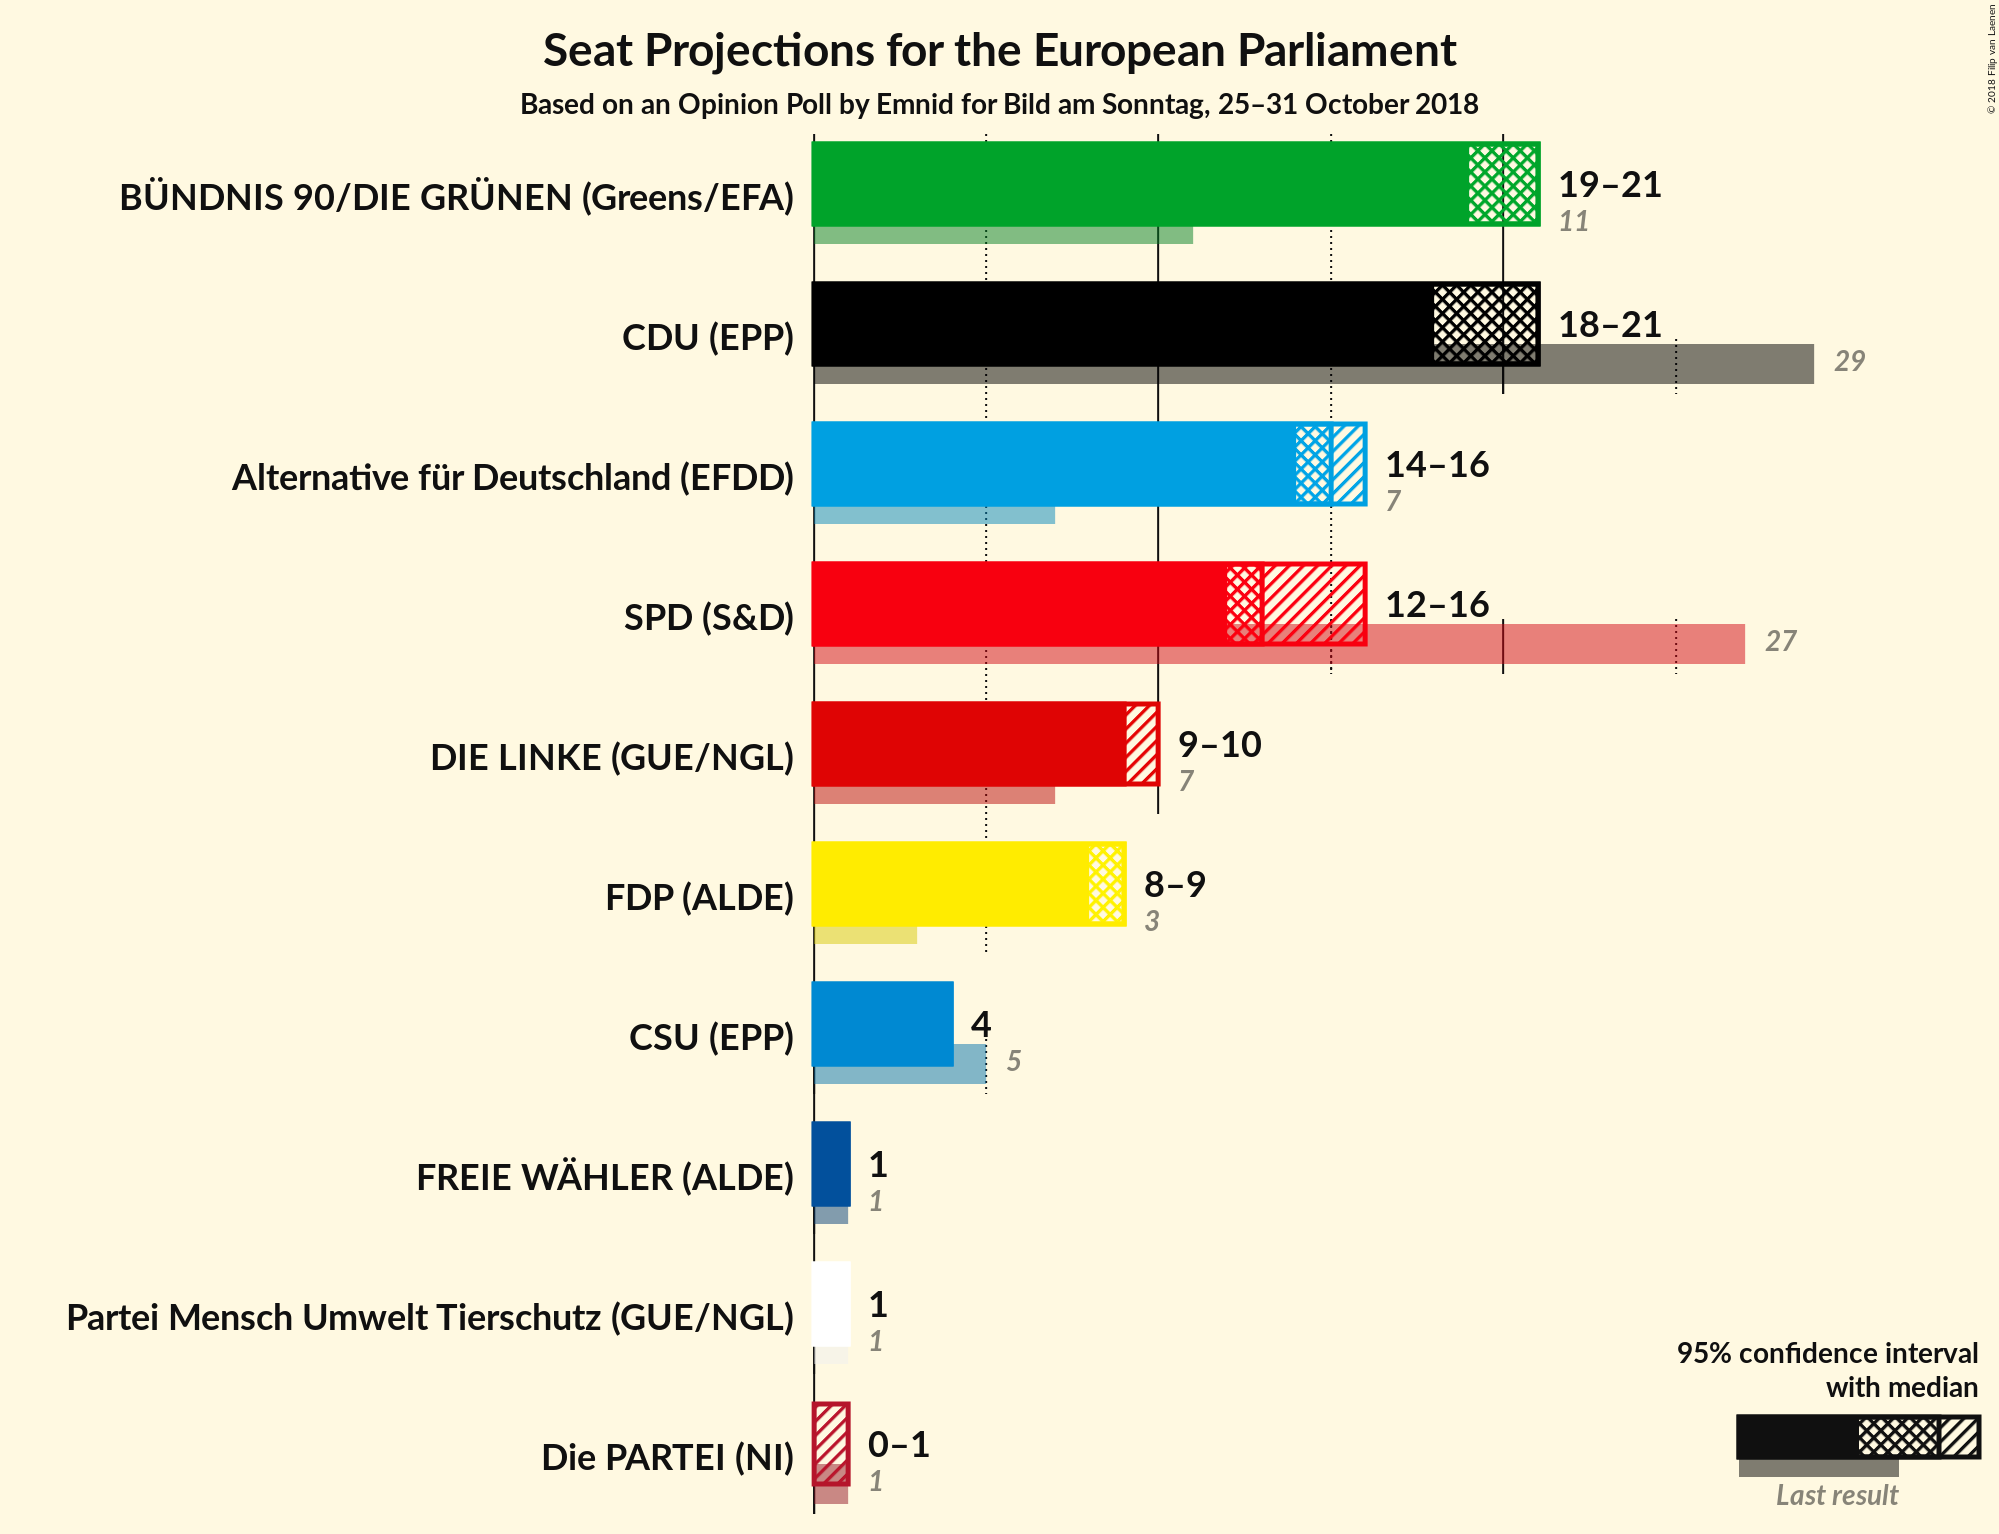 Seat Projections for the European Parliament
Based on an Opinion Poll by Emnid for Bild am Sonntag, 25–31 October 2018
© 2018 Filip van Laenen
BÜNDNIS 90/DIE GRÜNEN (Greens/EFA)
19–21
11
CDU (EPP)
18–21
29
Alternative für Deutschland (EFDD)
14–16
7
SPD (S&D)
12–16
27
DIE LINKE (GUE/NGL)
9–10
7
FDP (ALDE)
8–9
3
CSU (EPP)
4
5
FREIE WÄHLER (ALDE)
1
1
Partei Mensch Umwelt Tierschutz (GUE/NGL)
1
1
Die PARTEI (NI)
0–1
1
95% confidence interval
with median
Last result